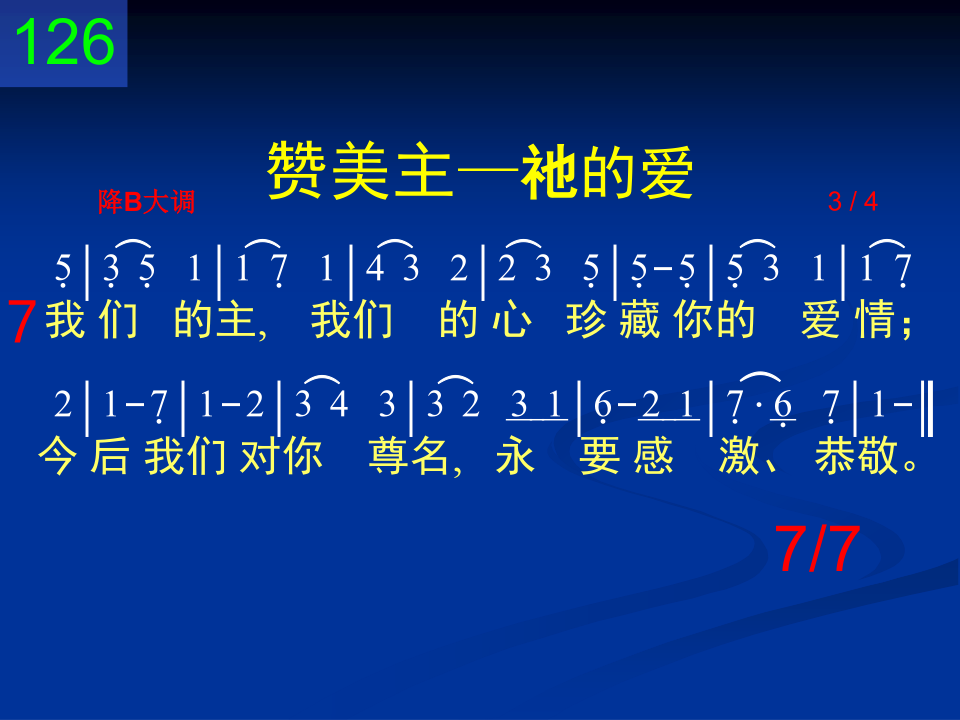 126
赞美主—祂的爱
降B大调 3 / 4
5|3 5 1|1 7 1|4 3 2|2 3 5|5-5|5 3 1|1 7
7 我 们 的主, 我们 的 心 珍 藏 你的 爱 情；
2|1-7|1-2|3 4 3|3 2 3 1|6-2 1|7·6 7|1-‖
今 后 我们 对你 尊名, 永 要 感 激、 恭敬。
7/7